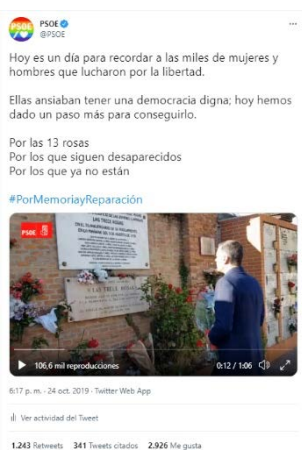 PSOE
PSOE
@PSOE
Hoy es un día para recordar a las miles de mujeres y
hombres que lucharon por la libertad.
Ellas ansiaban tener una democracia digna; hoy hemos
dado un paso más para conseguirlo.
Por las 13 rosas
Por los que siguen desaparecidos
Por los que ya no están
#PorMemoriayReparación
PSOE
LAS TRECE ROSAS
106,6 mil reproducciones
0:12 / 1:06
6:17 p. m. · 24 oct. 2019 · Twitter Web App
Ver actividad del Tweet
1.243 Retweets 341 Tweets citados 2.926 Me gusta